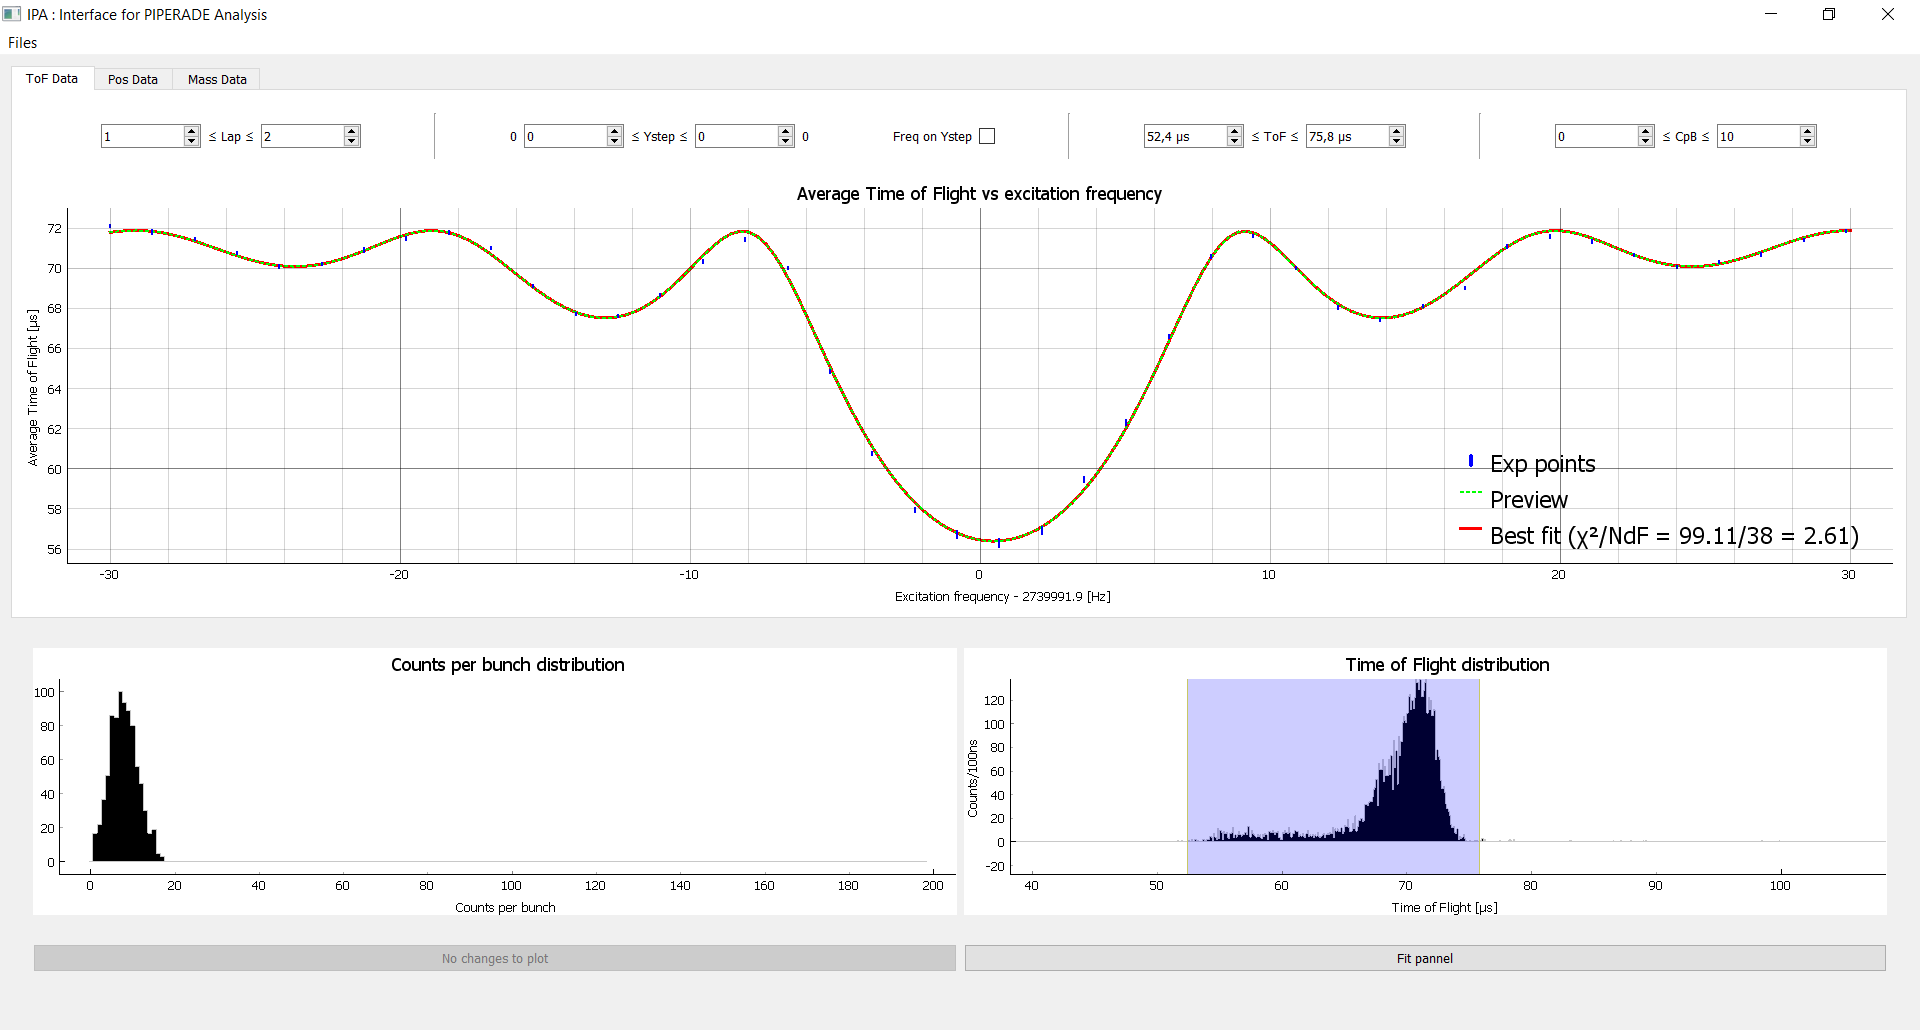 IPA : Interface for PIPERADE Analysis
Files
ToF Data Pos Data Mass Data
1 ≤ Lap ≤ 2 0 0 ≤ Ystep ≤ 0 0 Freq on Ystep 52,4 µs ≤ ToF ≤ 75,8 µs 0 ≤ CpB ≤ 10
Average Time of Flight vs excitation frequency
Average Time of Flight [µs]
72
70
68
66
64
62
60
58
56
Exp points
Preview
Best fit (χ²/NdF = 99.11/38 = 2.61)
-30 -20 -10 0 10 20 30
Excitation frequency - 2739991.9 [Hz]
Counts per bunch distribution
100
80
60
40
20
0
0 20 40 60 80 100 120 140 160 180 200
Counts per bunch
Time of Flight distribution
Counts/100ns
120
100
80
60
40
20
0
-20
40 50 60 70 80 90 100
Time of Flight [µs]
No changes to plot
Fit pannel